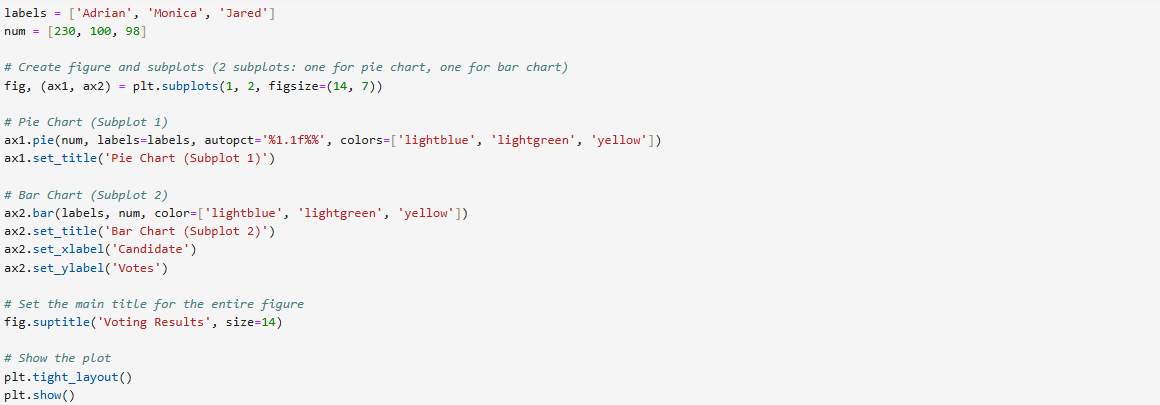 labels = ['Adrian', 'Monica', 'Jared']
num = [230, 100, 98]
# Create figure and subplots (2 subplots: one for pie chart, one for bar chart)
fig, (ax1, ax2) = plt.subplots(1, 2, figsize=(14, 7))
# Pie Chart (Subplot 1)
ax1.pie(num, labels=labels, autopct='%1.1f%%', colors=['lightblue', 'lightgreen', 'yellow'])
ax1.set_title('Pie Chart (Subplot 1)')
# Bar Chart (Subplot 2)
ax2.bar(labels, num, color=['lightblue', 'lightgreen', 'yellow'])
ax2.set_title('Bar Chart (Subplot 2)')
ax2.set_xlabel('Candidate')
ax2.set_ylabel('Votes')
# Set the main title for the entire figure
fig.suptitle('Voting Results', size=14)
# Show the plot
plt.tight_layout()
plt.show()